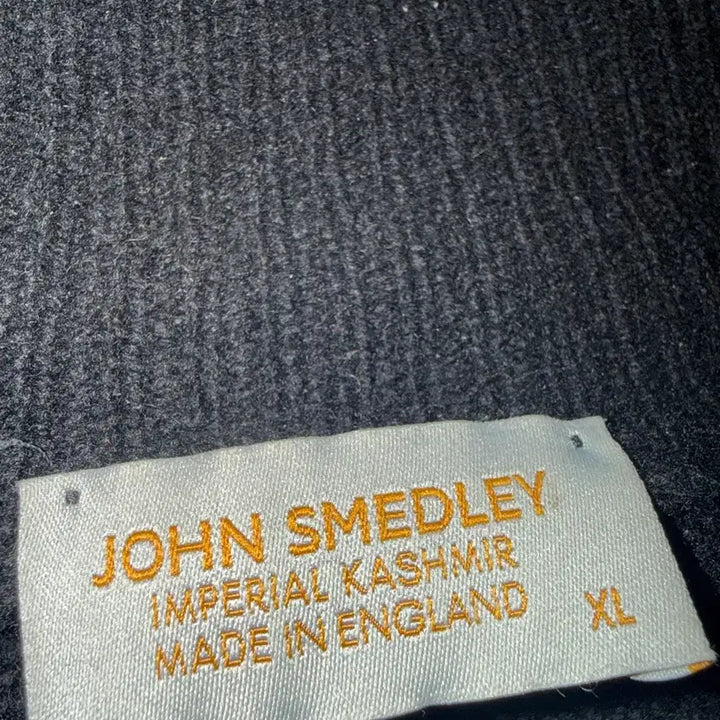 JOHN SMEDLEY
IMPERIAL KASHMIR
MADE IN ENGLAND
XL